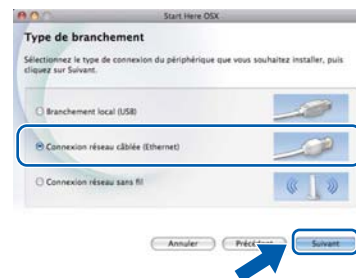 Start Here OSX
Type de branchement
Sélectionnez le type de connexion du périphérique que vous souhaitez installer, puis
cliquez sur Suivant.
Branchement local (USB)
Connexion réseau câblée (Ethernet)
Connexion réseau sans fil
Annuler Précédent Suivant